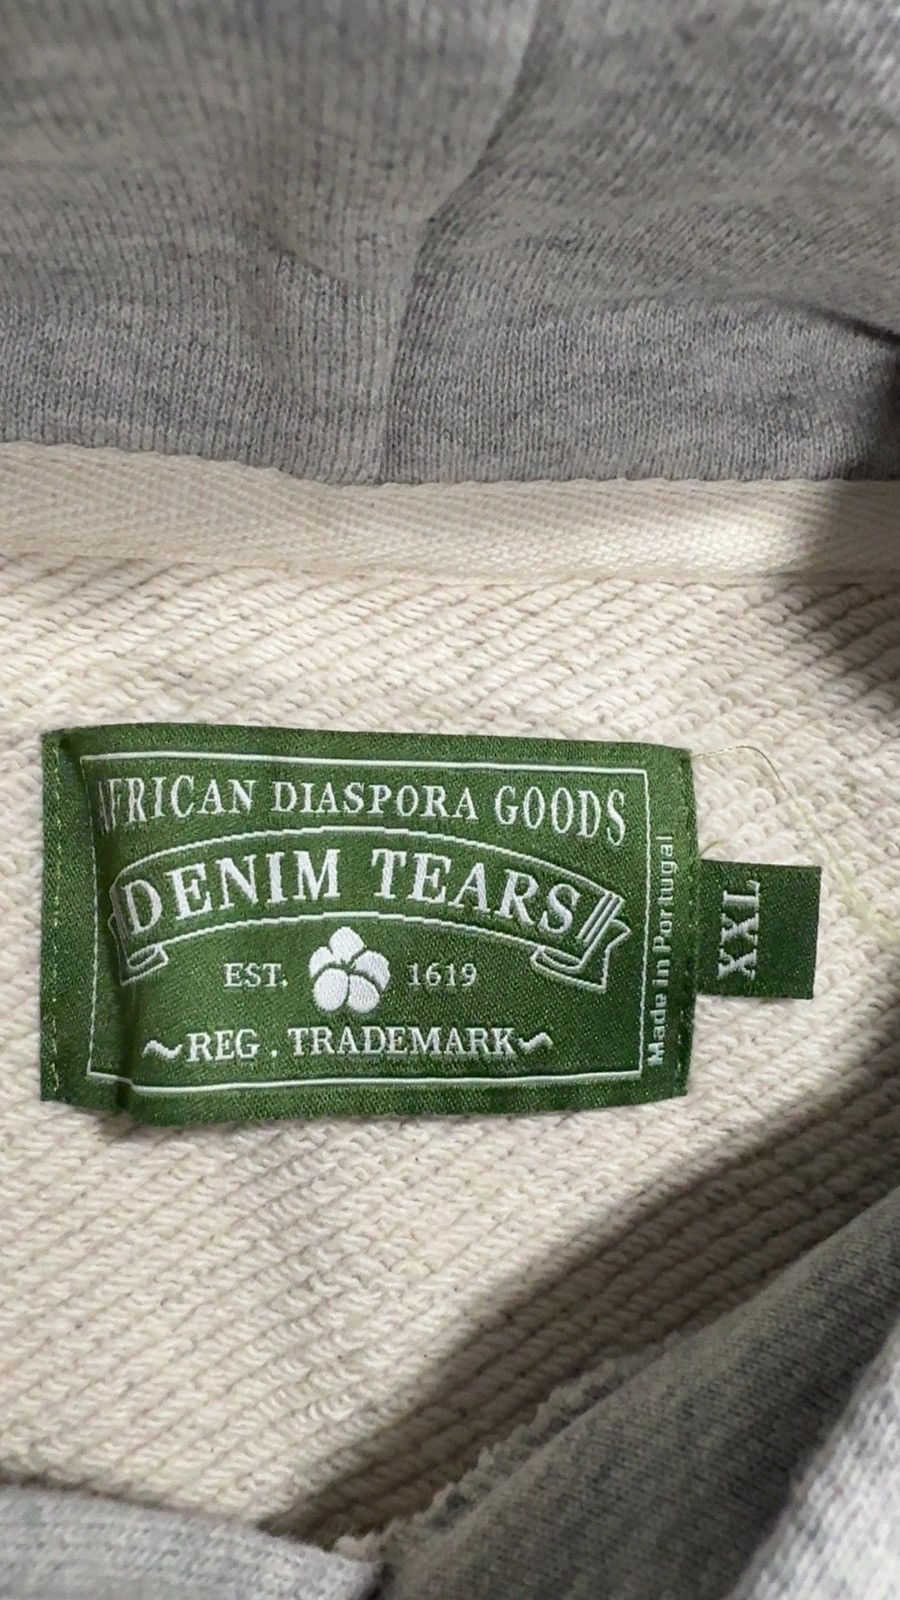 AFRICAN DIASPORA GOODS
DENIM TEARS
EST. 1619
~REG . TRADEMARK~
Made in Portugal
XXL